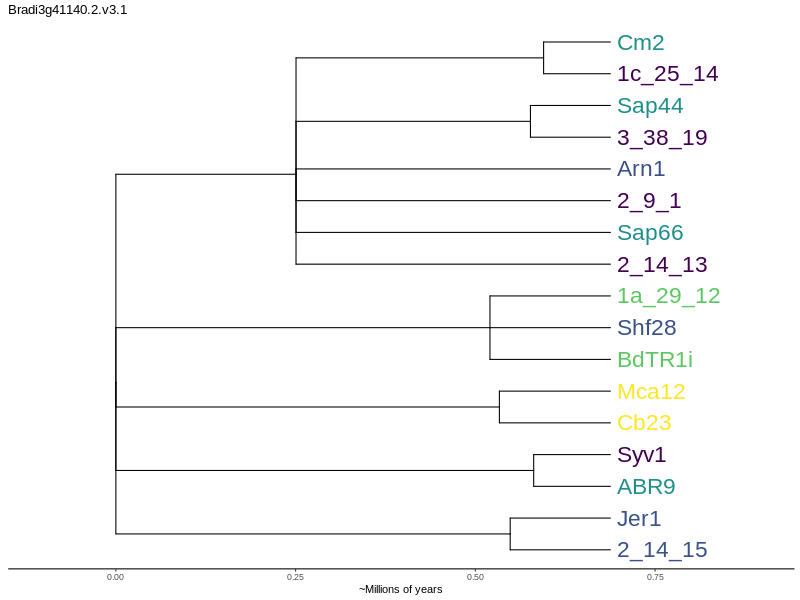 Bradi3g41140.2.v3.1
Cm2
1c_25_14
Sap44
3_38_19
Arn1
2_9_1
Sap66
2_14_13
1a_29_12
Shf28
BdTR1i
Mca12
Cb23
Syv1
ABR9
Jer1
2_14_15
0.00 0.25 0.50 0.75
~Millions of years